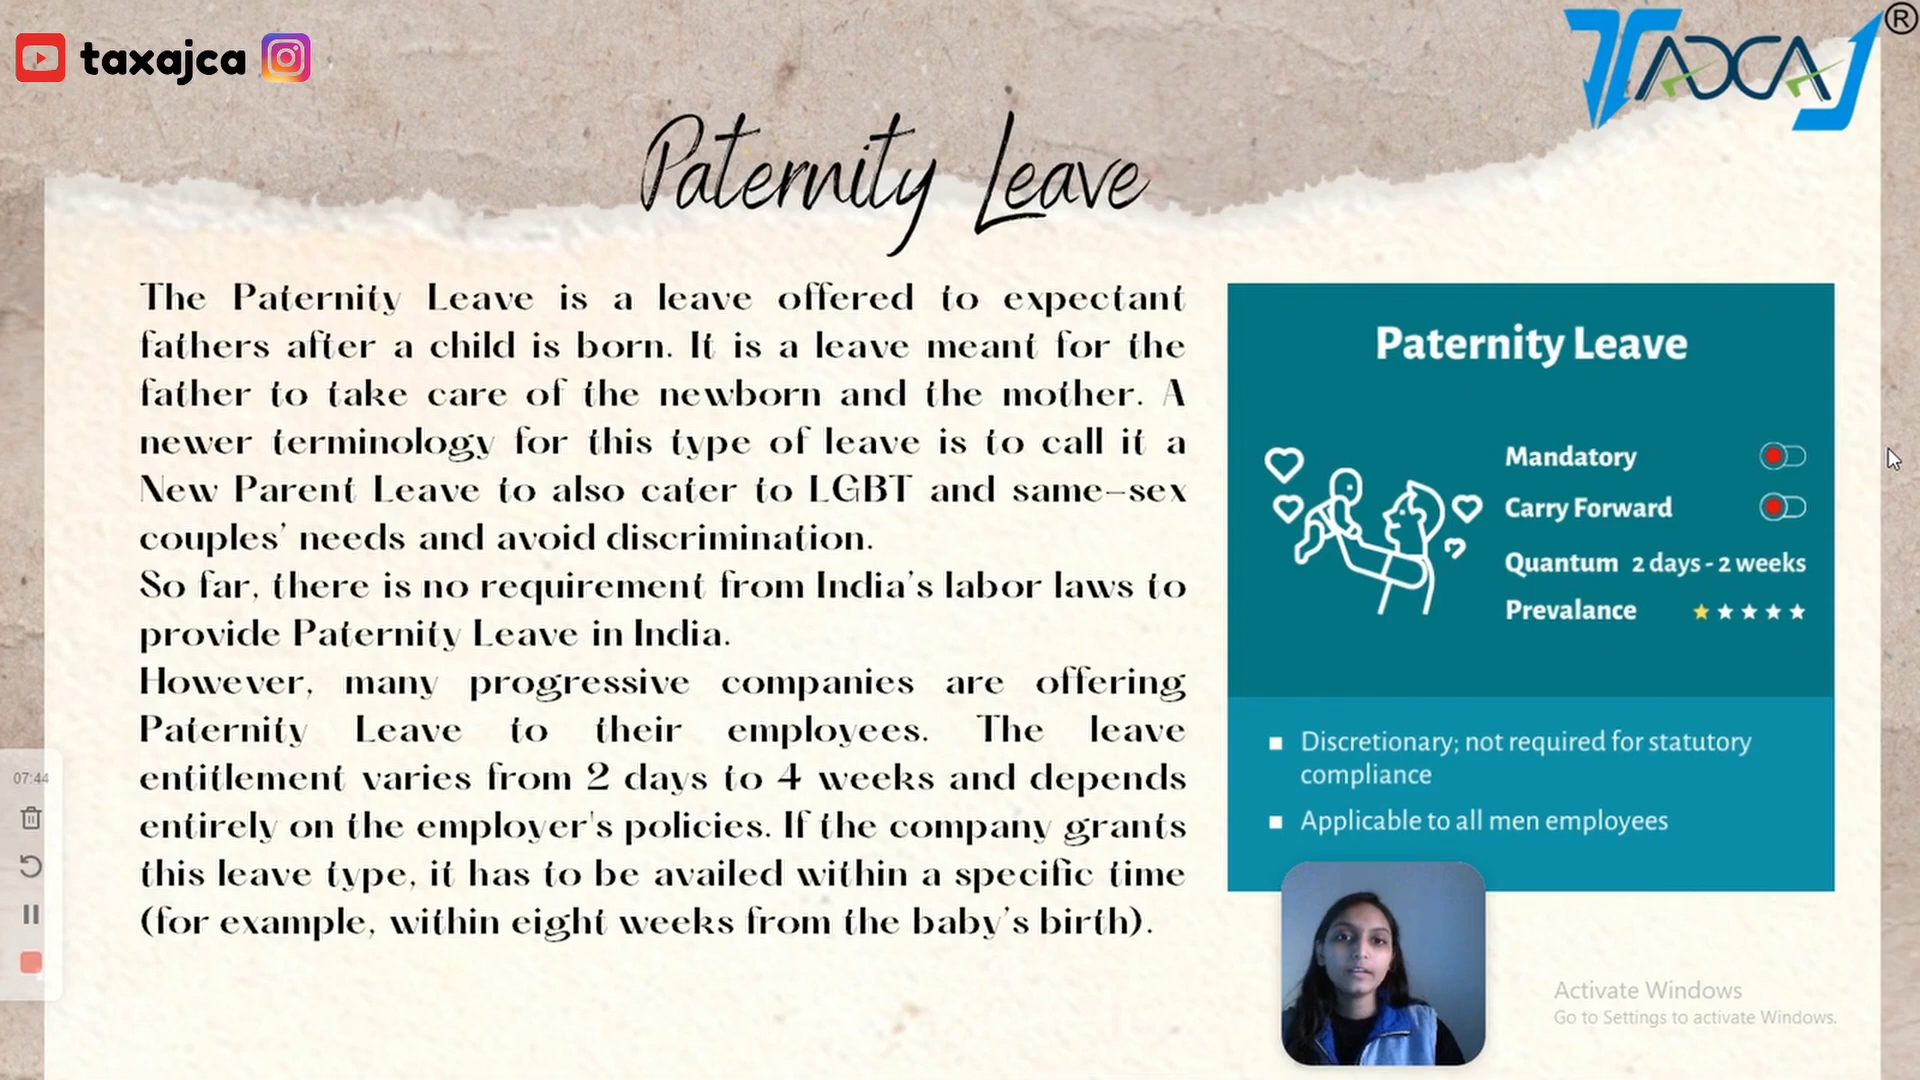 taxajca
TAXAJ
®
Paternity Leave
The Paternity Leave is a leave offered to expectant
fathers after a child is born. It is a leave meant for the
father to take care of the newborn and the mother. A
newer terminology for this type of leave is to call it a
New Parent Leave to also cater to LGBT and same-sex
couples' needs and avoid discrimination.
So far, there is no requirement from India's labor laws to
provide Paternity Leave in India.
However, many progressive companies are offering
Paternity Leave to their employees. The leave
entitlement varies from 2 days to 4 weeks and depends
entirely on the employer's policies. If the company grants
this leave type, it has to be availed within a specific time
(for example, within eight weeks from the baby's birth).
Paternity Leave
Mandatory
Carry Forward
Quantum 2 days - 2 weeks
Prevalance
Discretionary; not required for statutory
compliance
Applicable to all men employees
07:44
Activate Windows
Go to Settings to activate Windows.